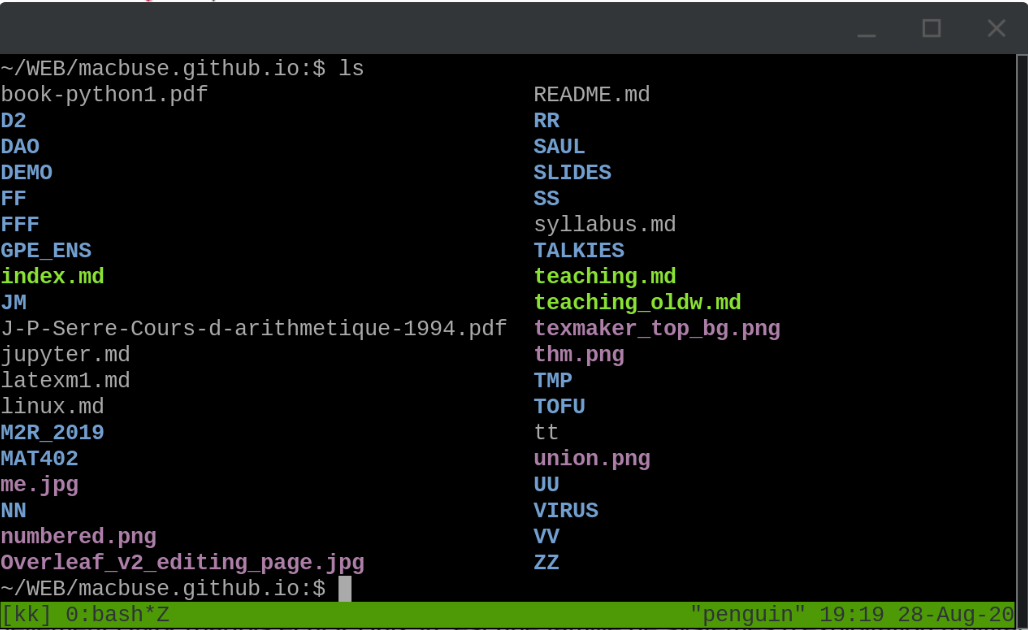 ~/WEB/macbuse.github.io:$ ls
book-python1.pdf README.md
D2 RR
DAO SAUL
DEMO SLIDES
FF SS
FFF syllabus.md
GPE_ENS TALKIES
index.md teaching.md
JM teaching_oldw.md
J-P-Serre-Cours-d-arithmetique-1994.pdf texmaker_top_bg.png
jupyter.md thm.png
latexm1.md TMP
linux.md TOFU
M2R_2019 tt
MAT402 union.png
me.jpg UU
NN VIRUS
numbered.png VV
Overleaf_v2_editing_page.jpg ZZ
~/WEB/macbuse.github.io:$
[kk] 0:bash*Z "penguin" 19:19 28-Aug-20